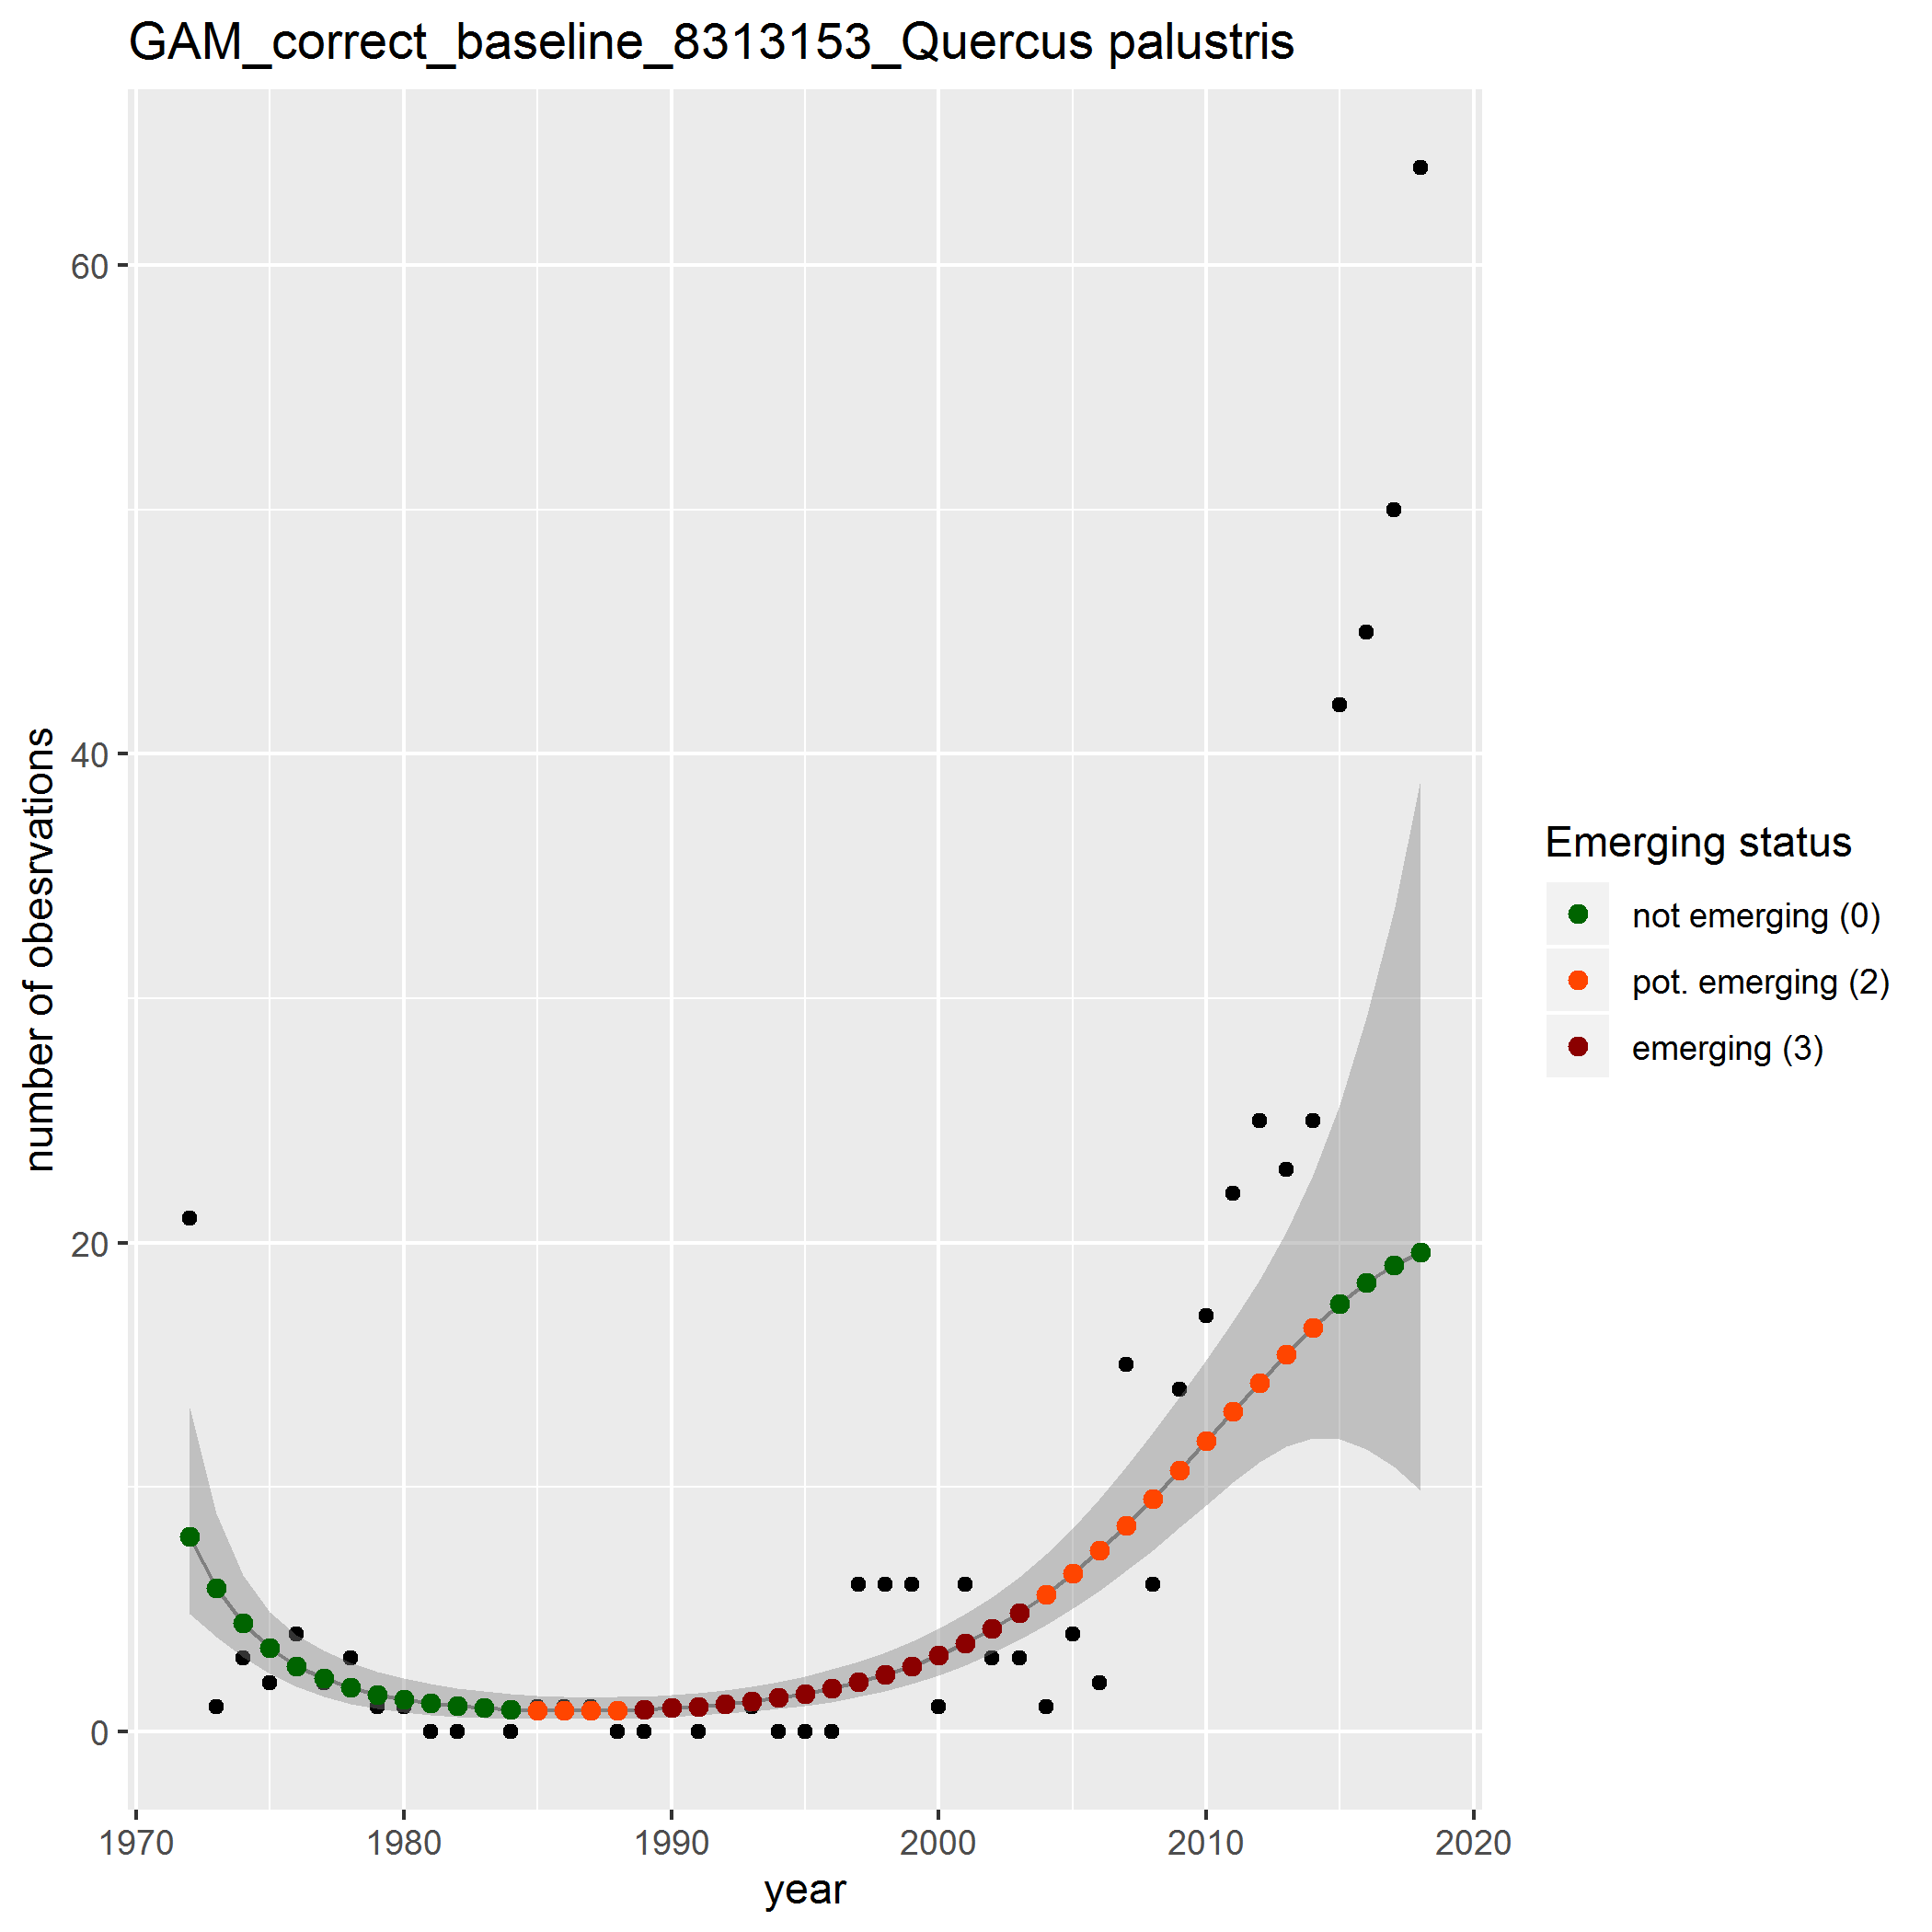 GAM_correct_baseline_8313153_Quercus palustris
60
40
20
0
number of obesrvations
1970
1980
1990
2000
2010
2020
year
Emerging status
not emerging (0)
pot. emerging (2)
emerging (3)